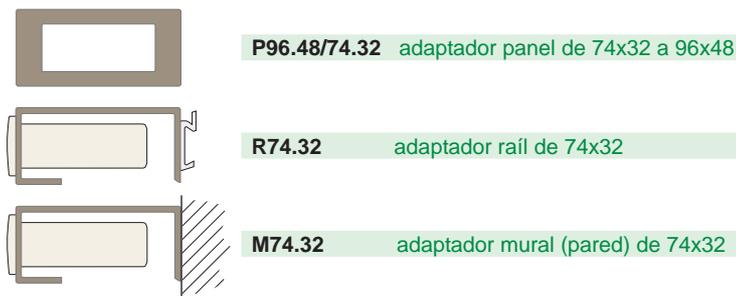 P96.48/74.32 adaptador panel de 74x32 a 96x48
R74.32 adaptador raíl de 74x32
M74.32 adaptador mural (pared) de 74x32